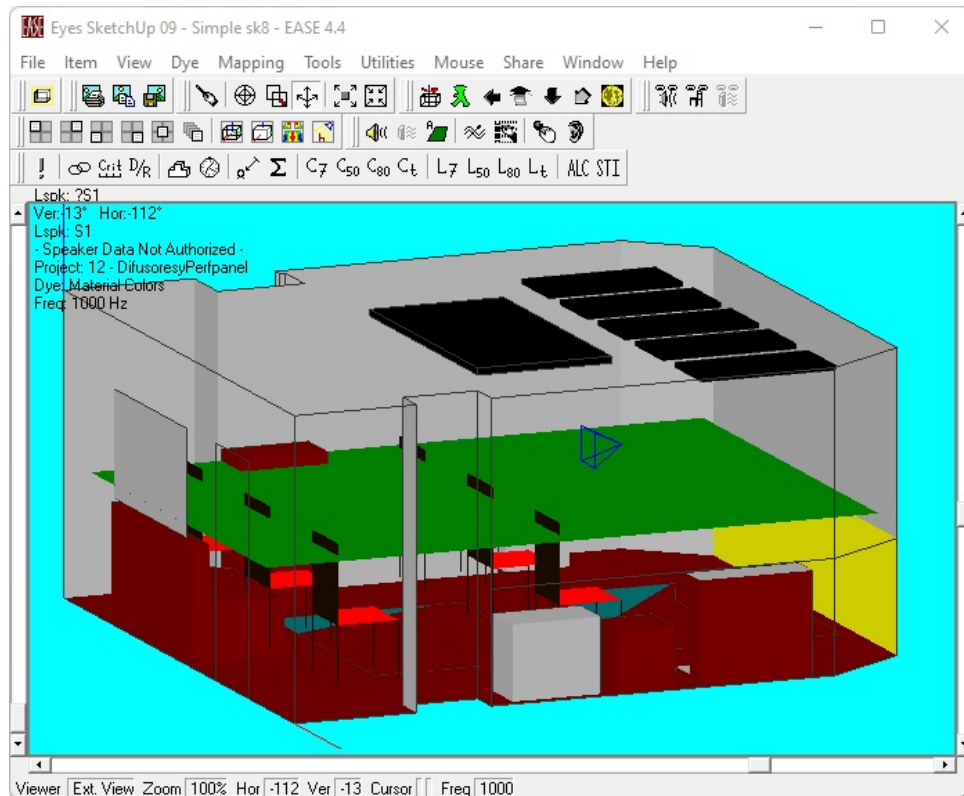 EASE Eyes SketchUp 09 - Simple sk8 - EASE 4.4
File Item View Dye Mapping Tools Utilities Mouse Share Window Help
! Crit D/R Σ C7 C50 C80 Ct L7 L50 L80 Lt ALC STI
Lspk: ?S1
Ver:-13° Hor:-112°
Lspk: S1
- Speaker Data Not Authorized -
Project: 12 - DifusoresyPerfpanel
Dye: Material Colors
Freq: 1000 Hz
Viewer Ext. View Zoom 100% Hor -112 Ver -13 Cursor Freq 1000